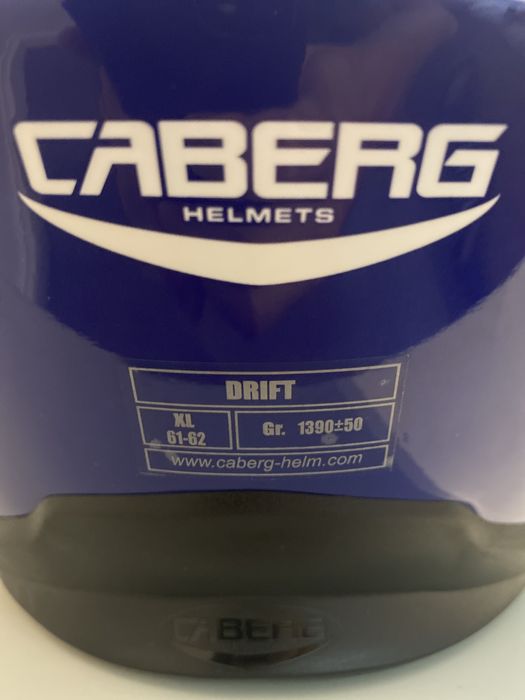 CABERG
HELMETS
DRIFT
XL
61-62
Gr. 1390±50
www.caberg-helm.com
CABERG